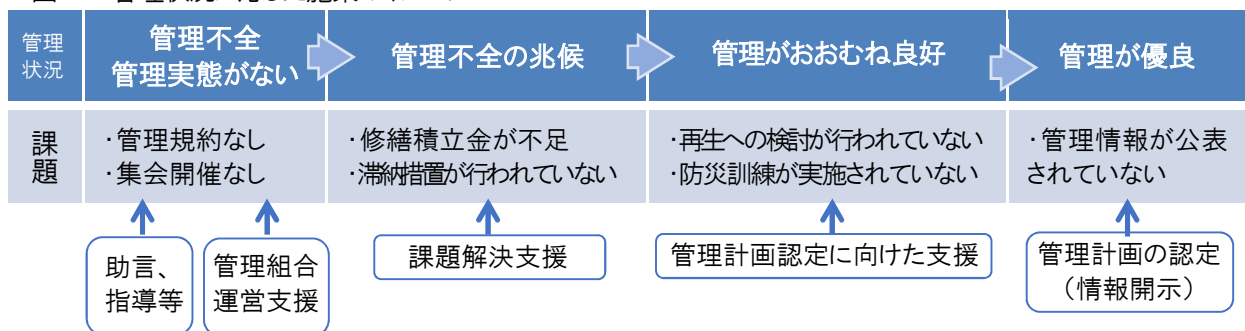 管理
状況
管理不全
管理実態がない
管理不全の兆候
管理がおおむね良好
管理が優良
課
題
・管理規約なし
・集会開催なし
・修繕積立金が不足
・滞納措置が行われていない
・再生への検討が行われていない
・防災訓練が実施されていない
・管理情報が公表
されていない
助言、
指導等
管理組合
運営支援
課題解決支援
管理計画認定に向けた支援
管理計画の認定
（情報開示）